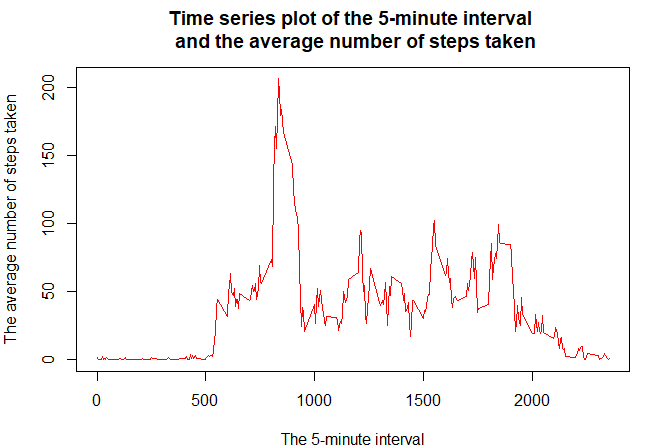 Time series plot of the 5-minute interval
and the average number of steps taken
The average number of steps taken
200
150
100
50
0
0 500 1000 1500 2000
The 5-minute interval